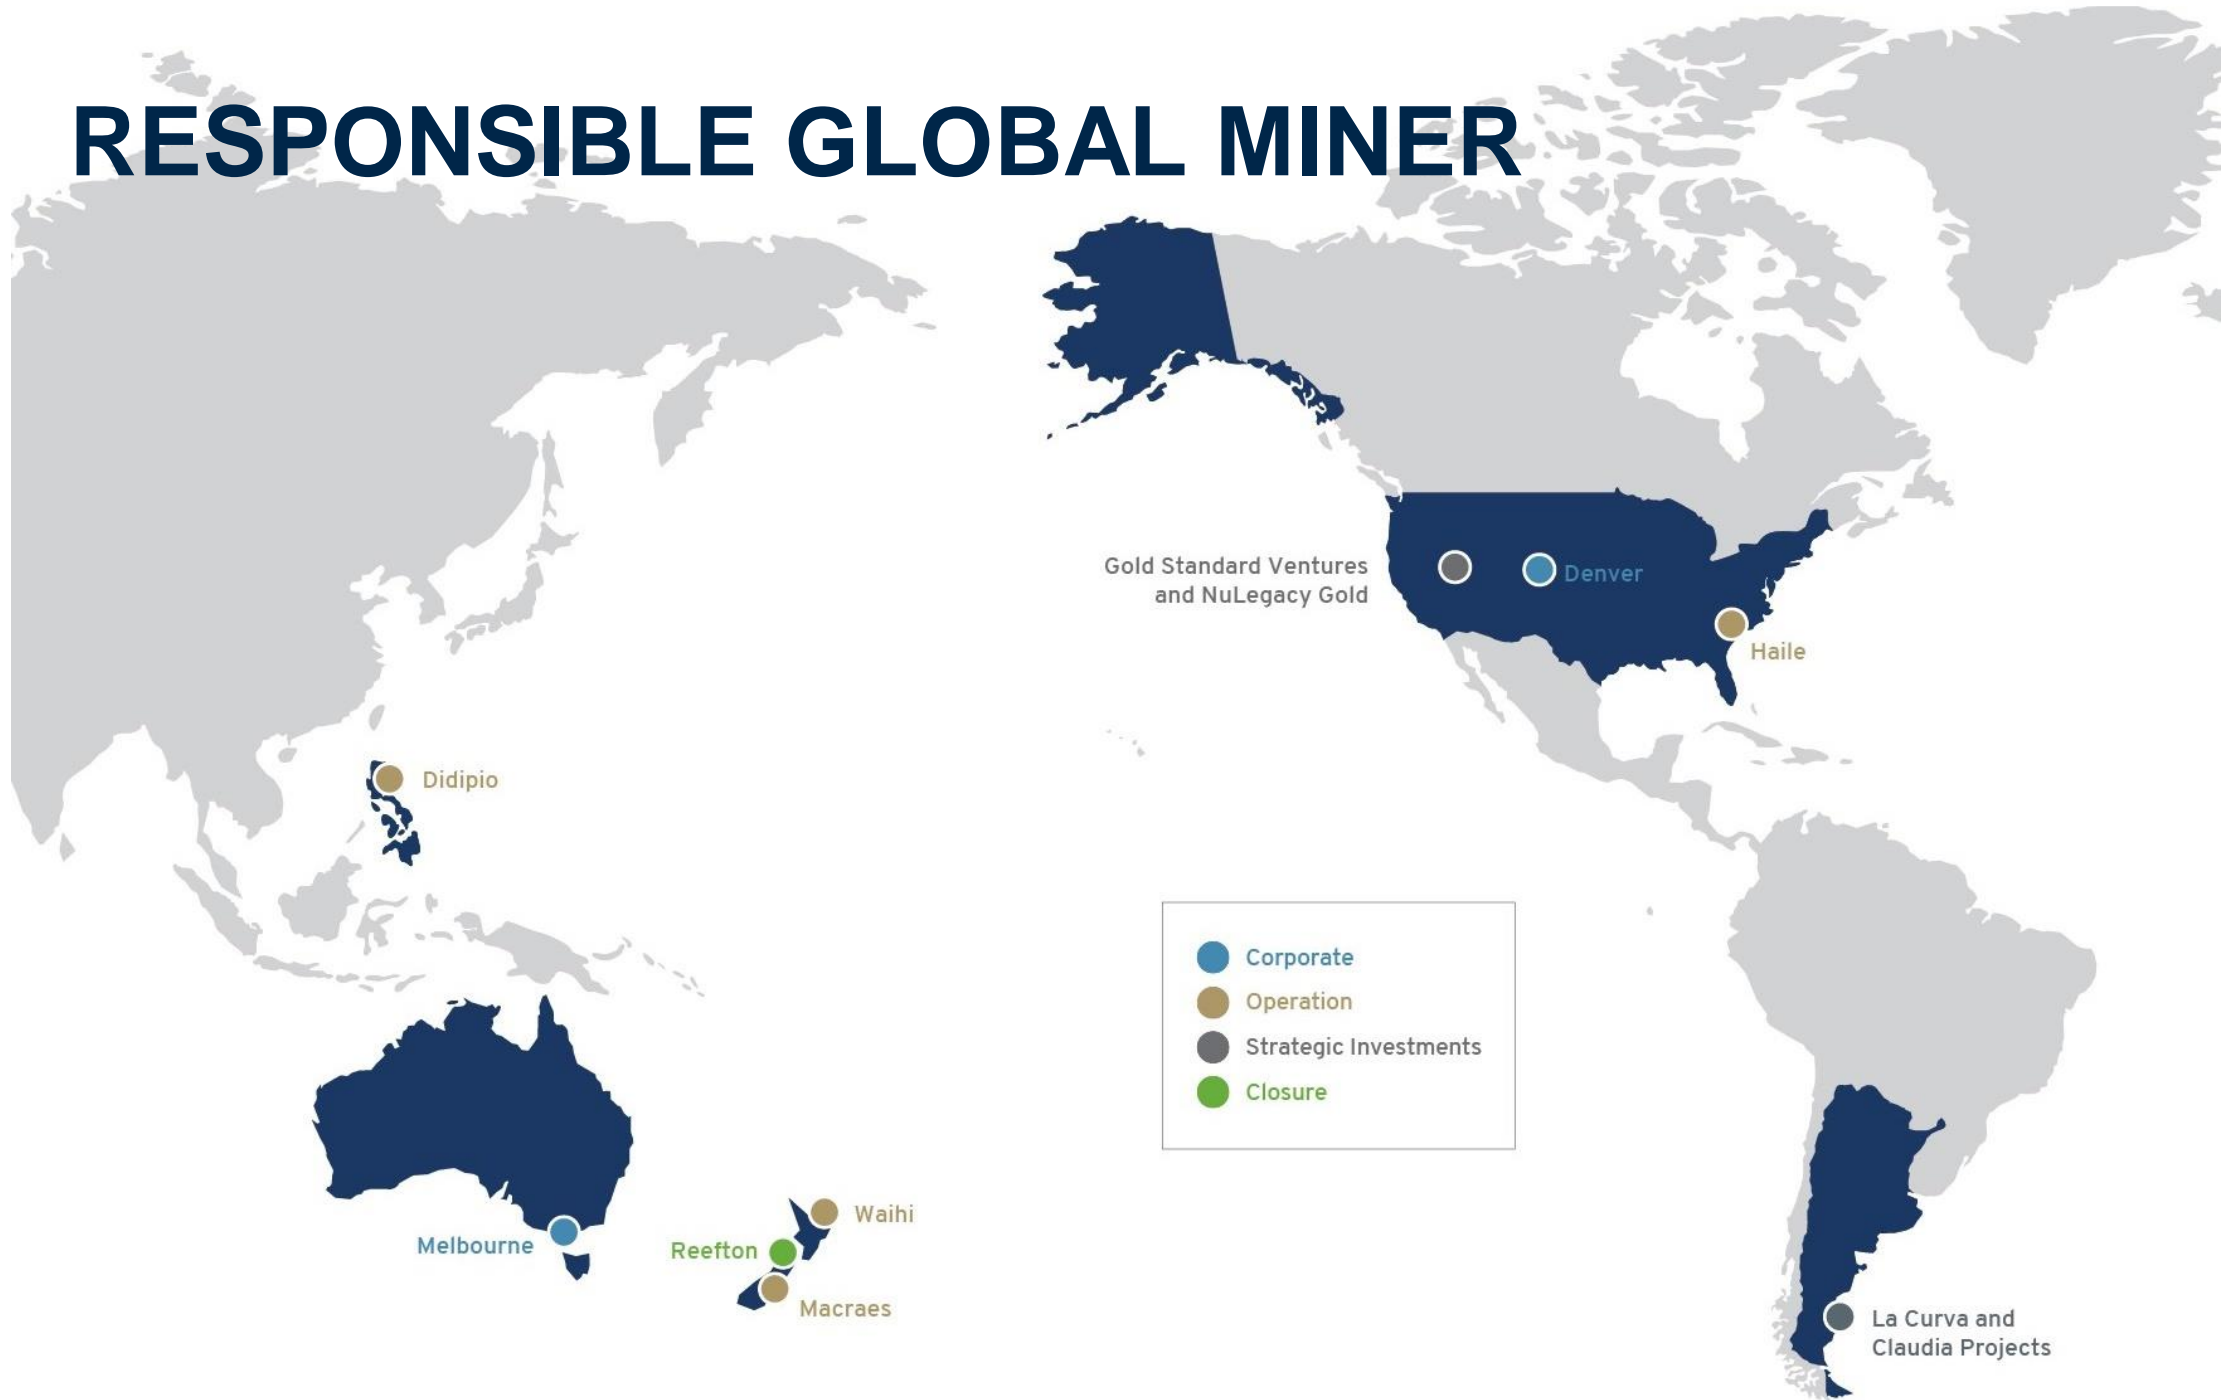 RESPONSIBLE GLOBAL MINER
Gold Standard Ventures
and NuLegacy Gold
Denver
Haile
Didipio
Corporate
Operation
Strategic Investments
Closure
Melbourne
Waihi
Reefton
Macraes
La Curva and
Claudia Projects